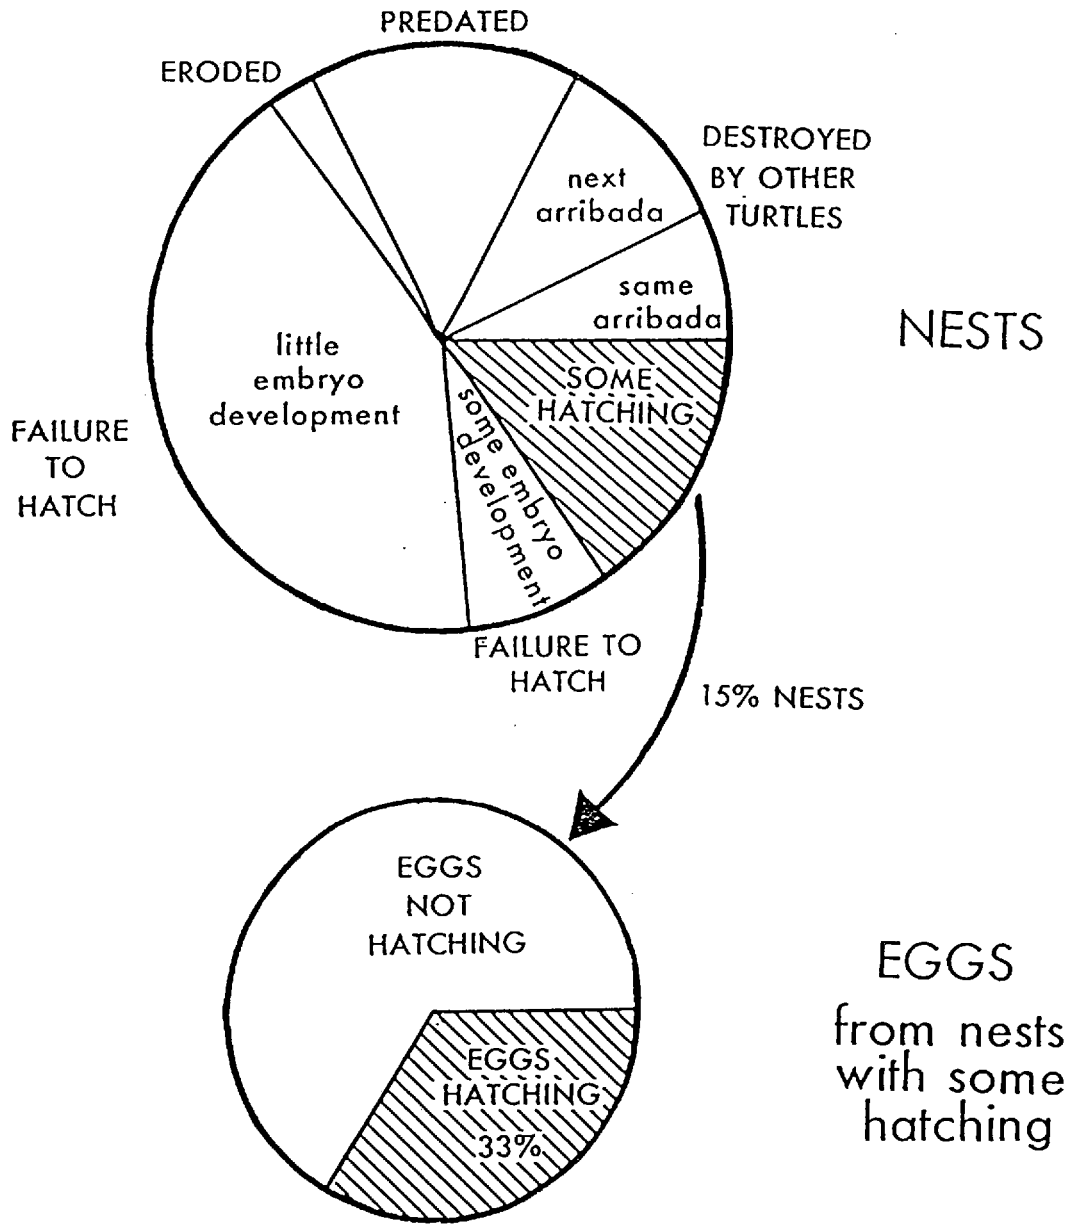 PREDATED
ERODED
DESTROYED
BY OTHER
TURTLES
next
arribada
same
arribada
NESTS
little
embryo
development
SOME
HATCHING
some embryo
development
FAILURE
TO
HATCH
FAILURE TO
HATCH
15% NESTS
EGGS
NOT
HATCHING
EGGS
HATCHING
33%
EGGS
from nests
with some
hatching